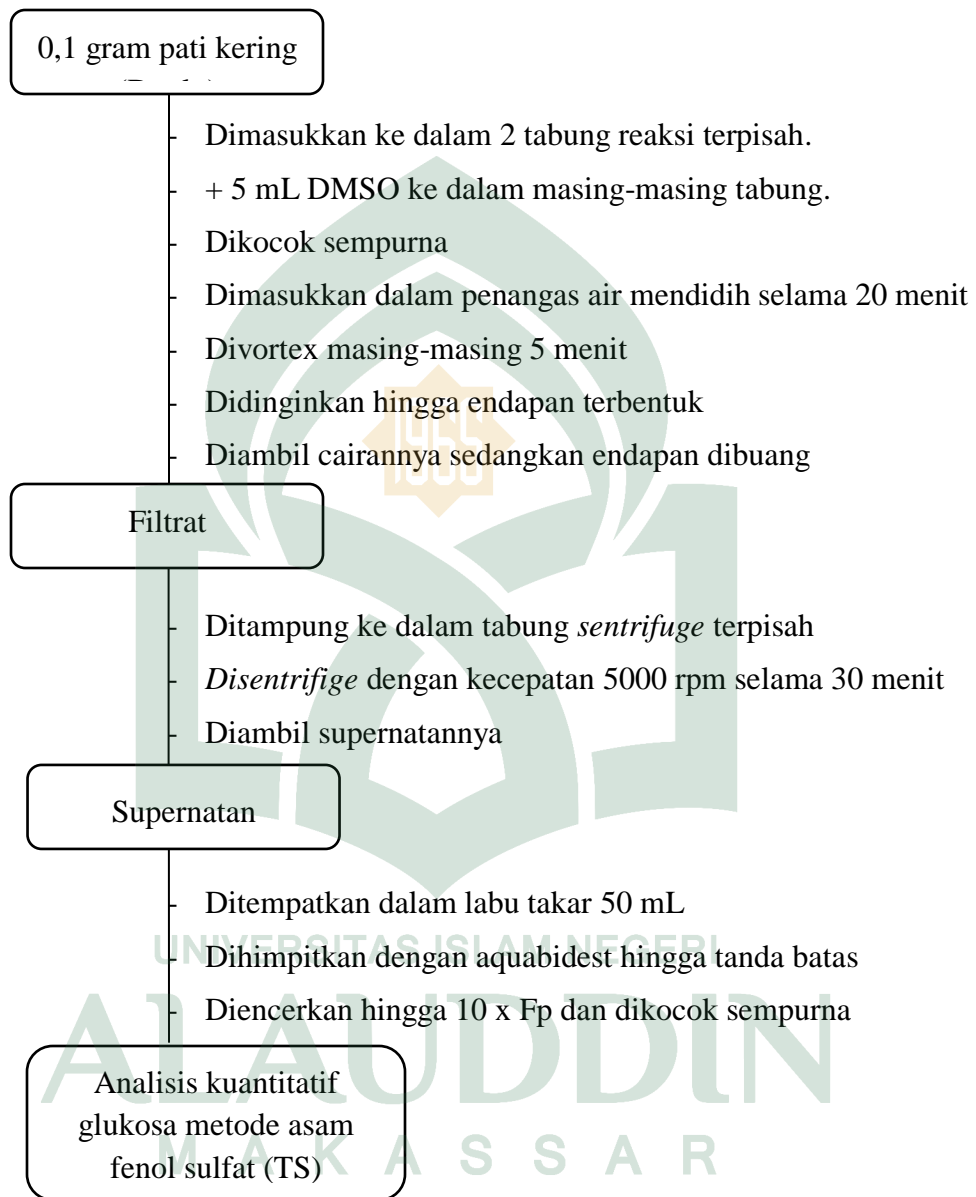 0,1 gram pati kering
- Dimasukkan ke dalam 2 tabung reaksi terpisah.
- + 5 mL DMSO ke dalam masing-masing tabung.
- Dikocok sempurna
- Dimasukkan dalam penangas air mendidih selama 20 menit
- Divortex masing-masing 5 menit
- Didinginkan hingga endapan terbentuk
- Diambil cairannya sedangkan endapan dibuang
1965
Filtrat
- Ditampung ke dalam tabung sentrifuge terpisah
- Disentrifige dengan kecepatan 5000 rpm selama 30 menit
- Diambil supernatannya
Supernatan
- Ditempatkan dalam labu takar 50 mL
UNIVERSITAS ISLAM NEGERI
- Dihimpitkan dengan aquabidest hingga tanda batas
- Diencerkan hingga 10 x Fp dan dikocok sempurna
ALAUDDIN
Analisis kuantitatif
glukosa metode asam
fenol sulfat (TS)
MAKASSAR